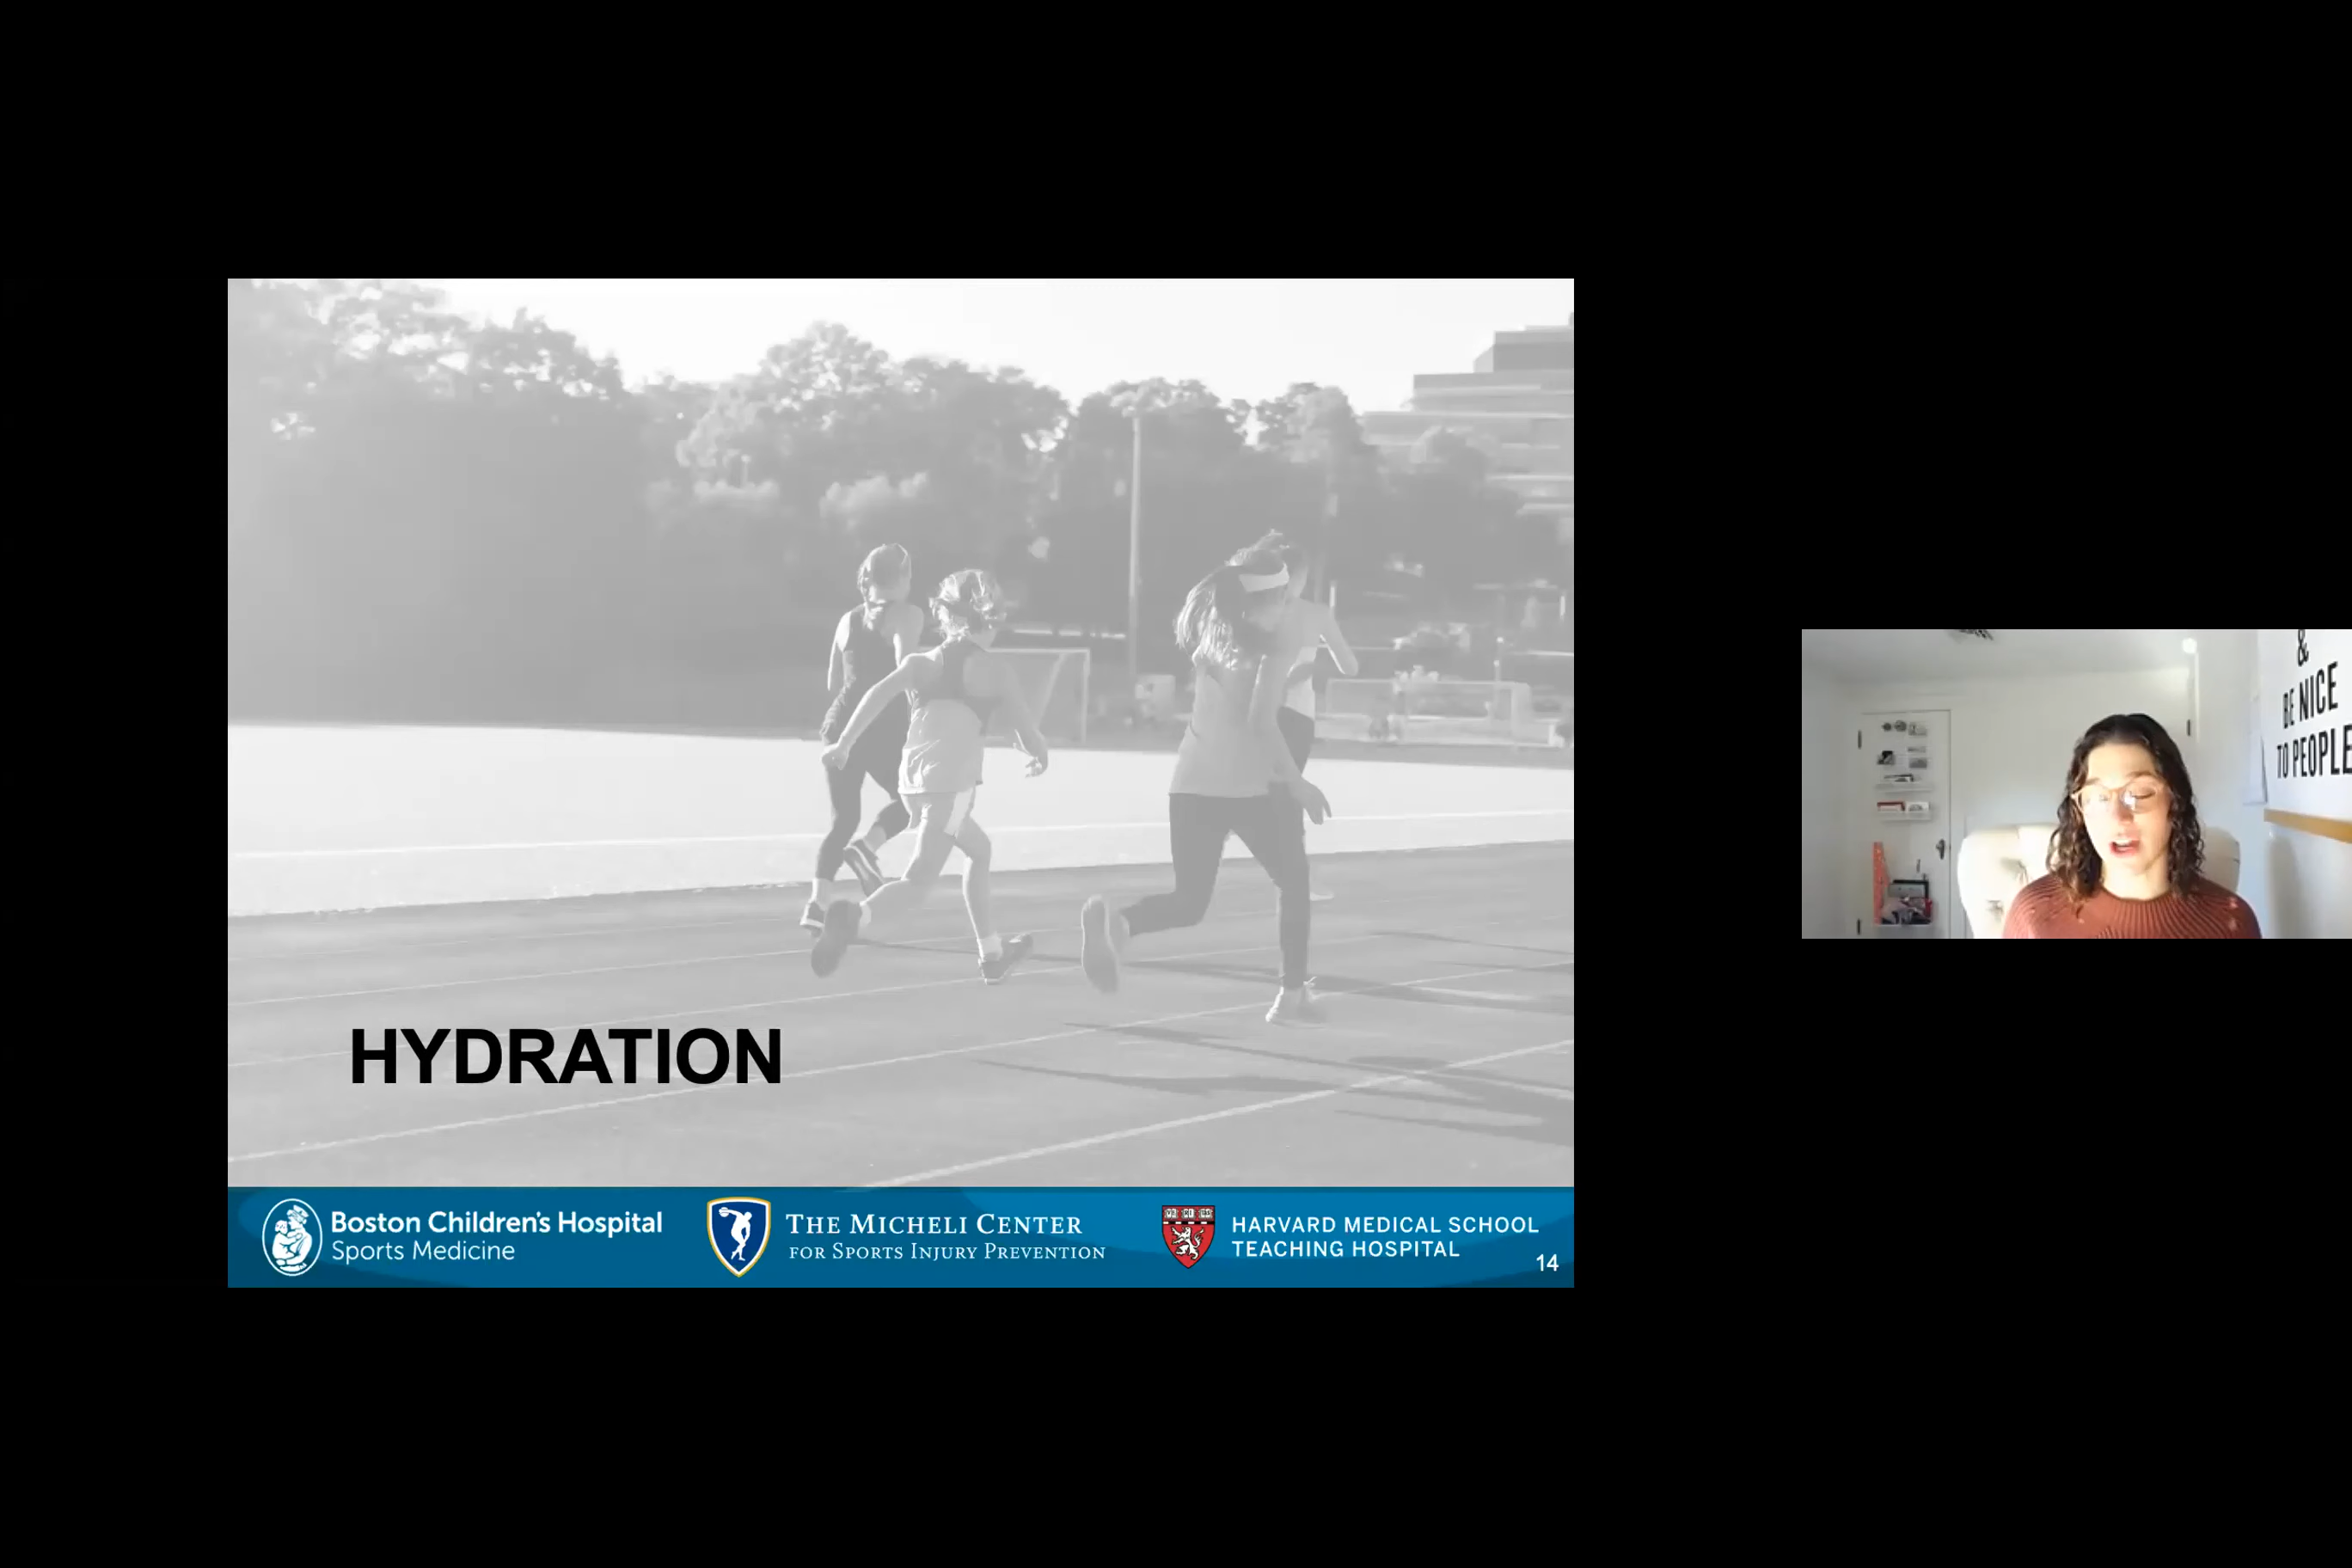 HYDRATION
Boston Children's Hospital
Sports Medicine
THE MICHELI CENTER
FOR SPORTS INJURY PREVENTION
HARVARD MEDICAL SCHOOL
TEACHING HOSPITAL
14
&
BE NICE
TO PEOPLE